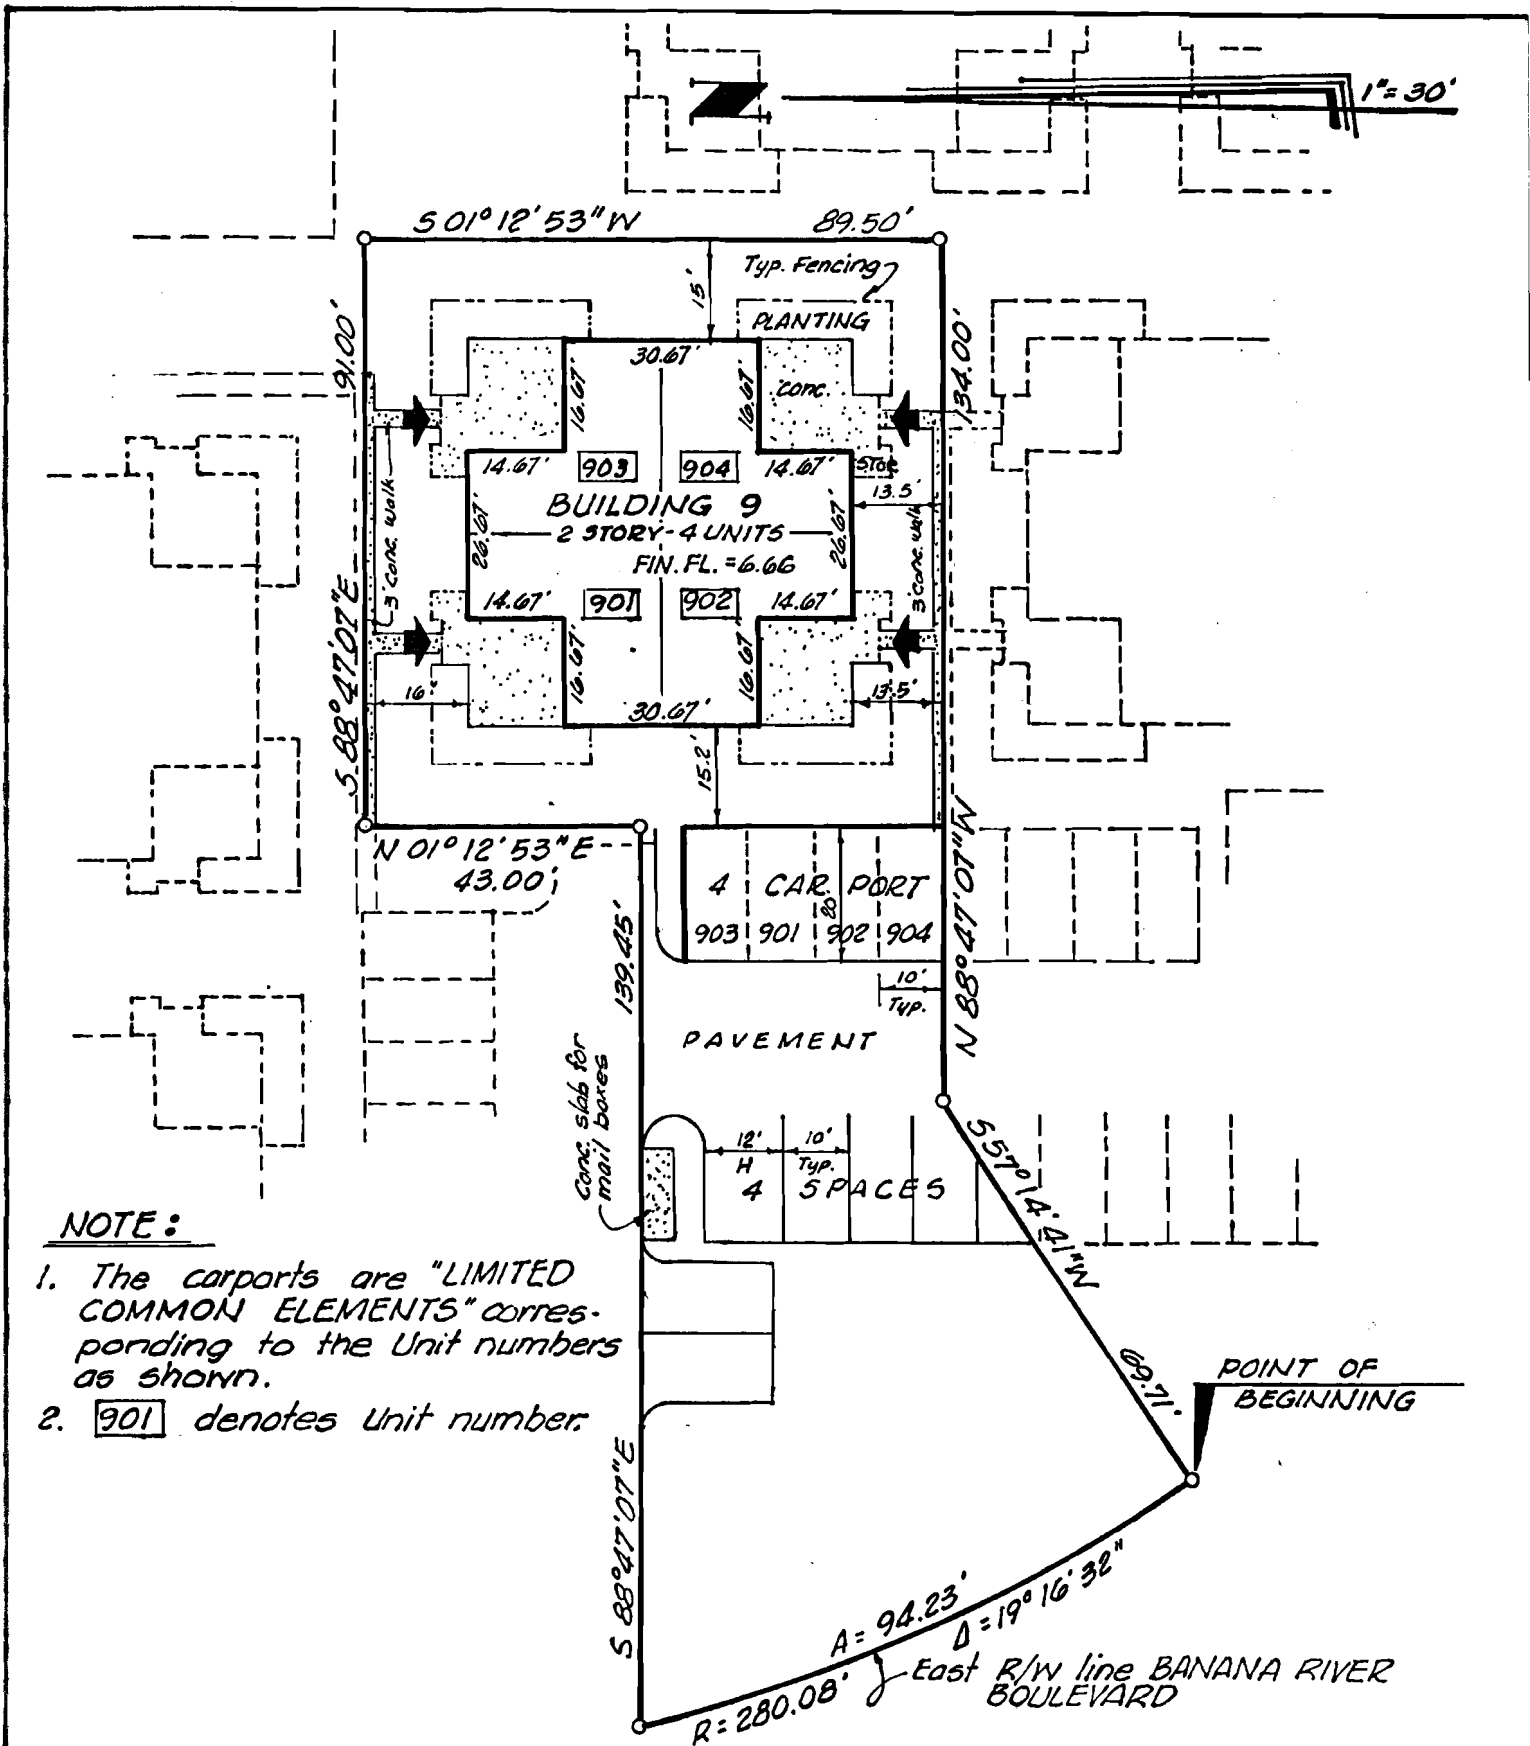 1"= 30'
S 01° 12' 53" W 89.50'
Typ. Fencing
15'
PLANTING
91.00'
134.00'
30.67'
16.67'
16.67'
conc.
14.67' 903 904 14.67'
Stor.
13.5'
BUILDING 9
2 STORY - 4 UNITS
FIN. FL. = 6.66
26.67'
26.67'
3' conc. walk
3' conc. walk
14.67' 901 902 14.67'
16.67'
16.67'
16'
13.5'
30.67'
15.2'
S 88° 47' 07" E
N 88° 47' 07" W
N 01° 12' 53" E
43.00'
4 CAR PORT
20'
903 901 902 904
10'
Typ.
139.45'
PAVEMENT
Conc. slab for
mail boxes
12' 10'
H Typ.
4 SPACES
S 57° 14' 41" W
69.71'
NOTE:
1. The carports are "LIMITED
COMMON ELEMENTS" corres-
ponding to the Unit numbers
as shown.
2. 901 denotes Unit number.
POINT OF
BEGINNING
S 88° 47' 07" E
A = 94.23'
Δ = 19° 16' 32"
R = 280.08'
East R/W line BANANA RIVER
BOULEVARD